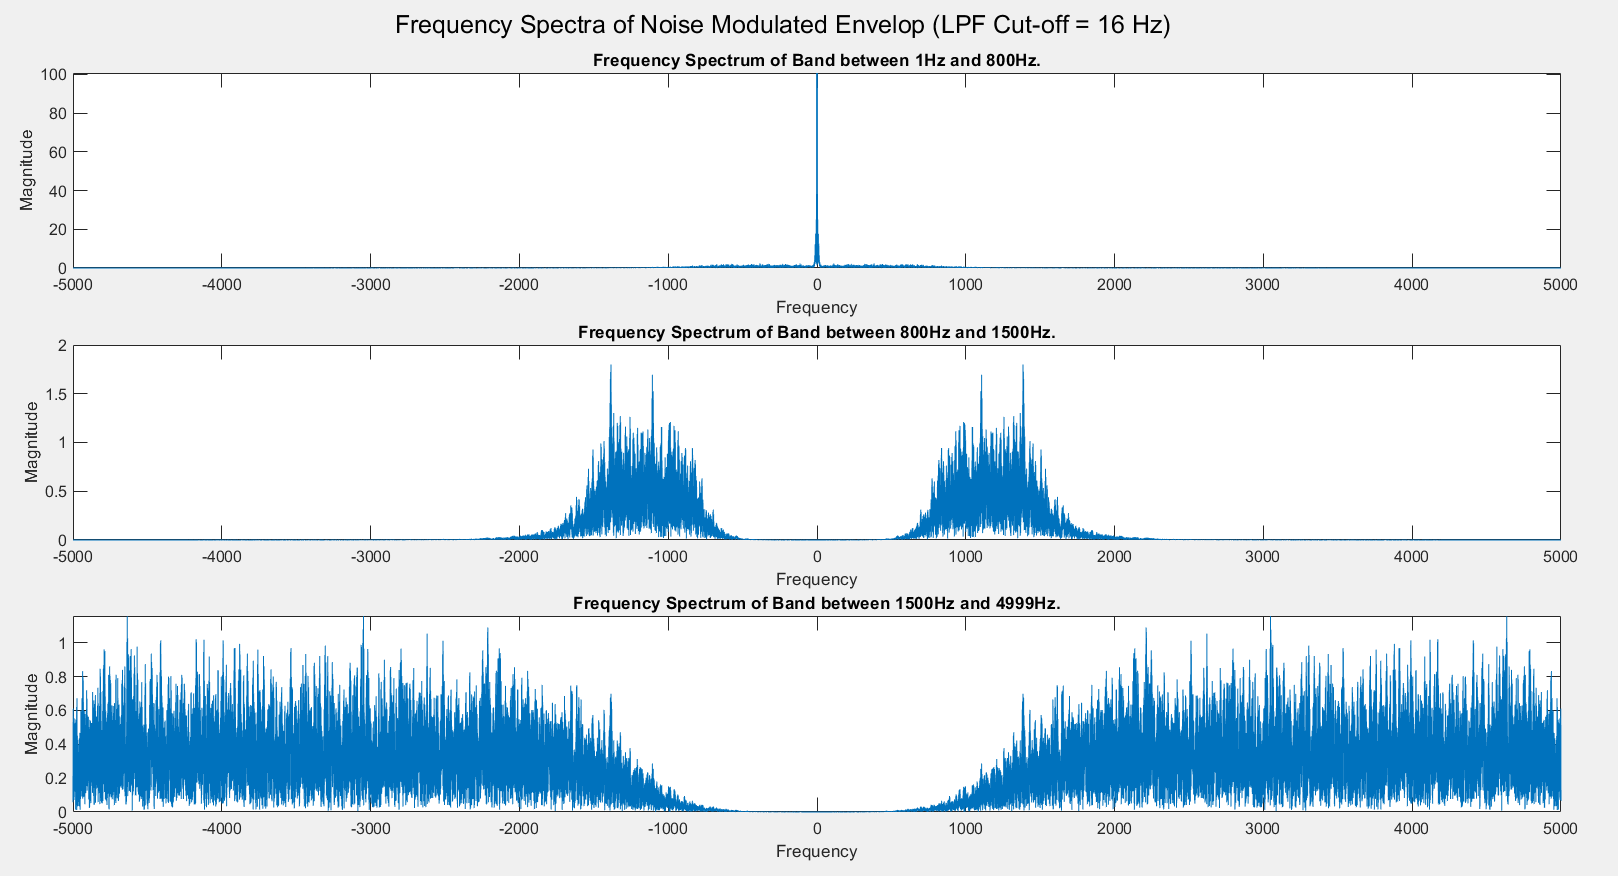 Frequency Spectra of Noise Modulated Envelop (LPF Cut-off = 16 Hz)
Frequency Spectrum of Band between 1Hz and 800Hz.
100
80
60
40
20
0
Magnitude
-5000 -4000 -3000 -2000 -1000 0 1000 2000 3000 4000 5000
Frequency
Frequency Spectrum of Band between 800Hz and 1500Hz.
2
1.5
1
0.5
0
Magnitude
-5000 -4000 -3000 -2000 -1000 0 1000 2000 3000 4000 5000
Frequency
Frequency Spectrum of Band between 1500Hz and 4999Hz.
1
0.8
0.6
0.4
0.2
0
Magnitude
-5000 -4000 -3000 -2000 -1000 0 1000 2000 3000 4000 5000
Frequency